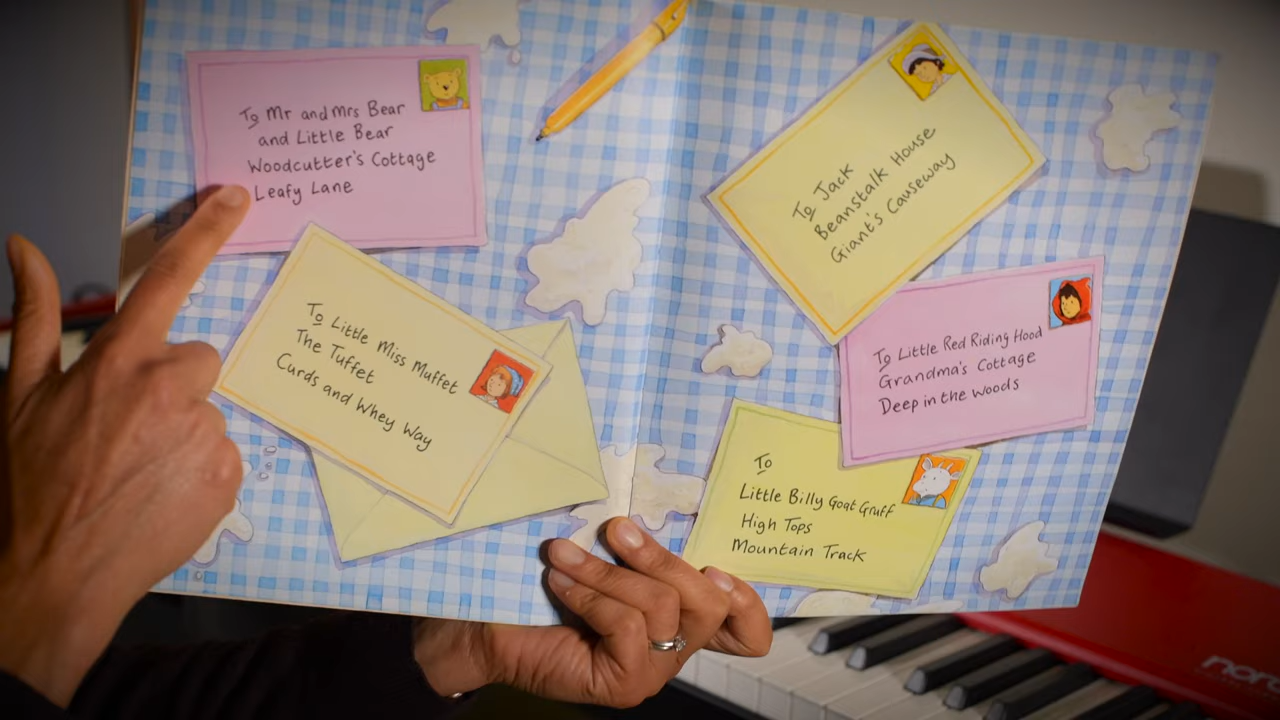 To Mr and Mrs Bear
and Little Bear
Woodcutter's Cottage
Leafy Lane
To Little Miss Muffet
The Tuffet
Curds and Whey Way
To Jack
Beanstalk House
Giant's Causeway
To Little Red Riding Hood
Grandma's Cottage
Deep in the woods
To
Little Billy Goat Gruff
High Tops
Mountain Track